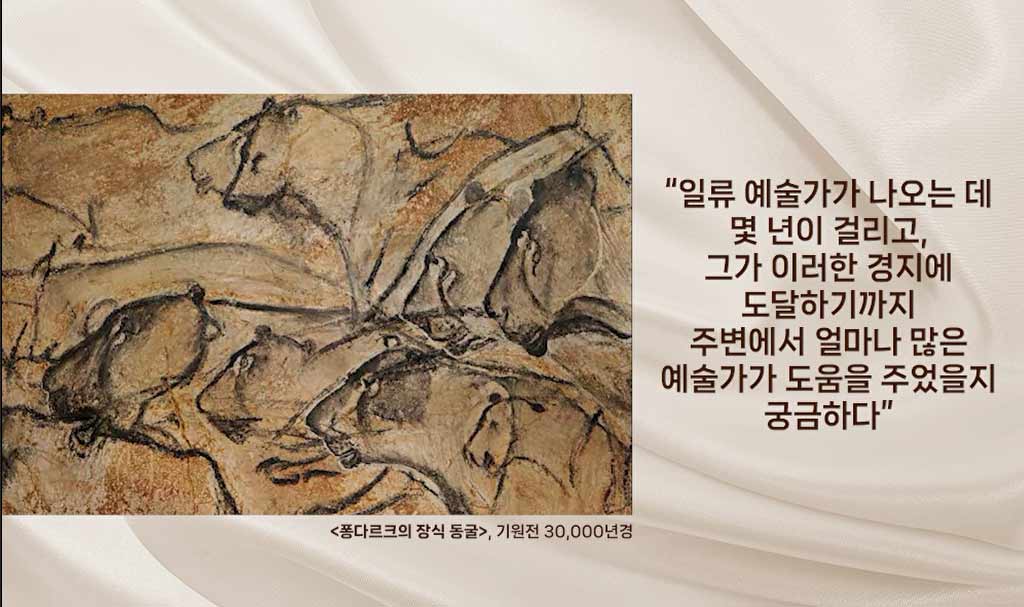 "일류 예술가가 나오는 데
몇 년이 걸리고,
그가 이러한 경지에
도달하기까지
주변에서 얼마나 많은
예술가가 도움을 주었을지
궁금하다"
<퐁다르크의 장식 동굴>, 기원전 30,000년경